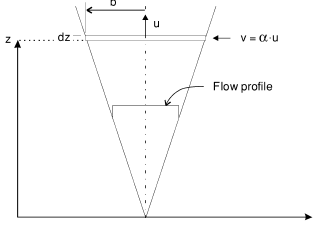 b
u
dz
z
v = α·u
Flow profile